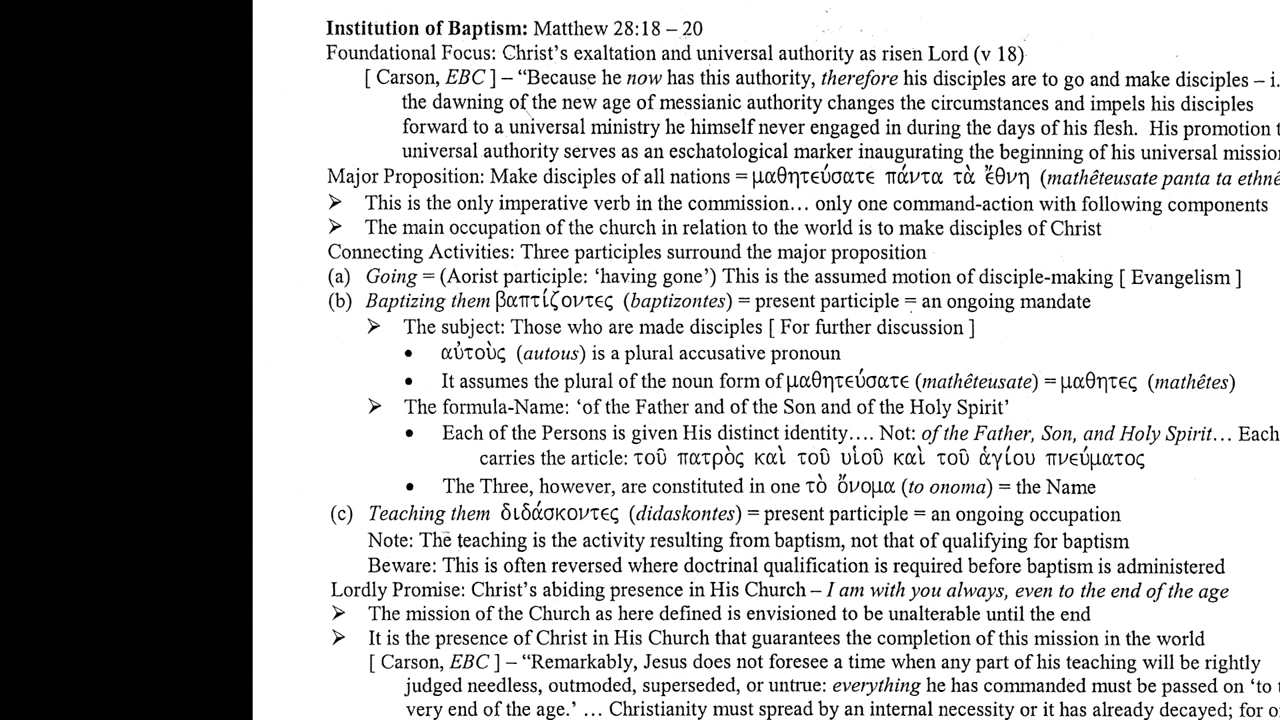 Institution of Baptism: Matthew 28:18 – 20
Foundational Focus: Christ's exaltation and universal authority as risen Lord (v 18)
[ Carson, EBC ] – “Because he now has this authority, therefore his disciples are to go and make disciples – i.
the dawning of the new age of messianic authority changes the circumstances and impels his disciples
forward to a universal ministry he himself never engaged in during the days of his flesh. His promotion t
universal authority serves as an eschatological marker inaugurating the beginning of his universal missio
Major Proposition: Make disciples of all nations = μαθητεύσατε πάντα τὰ ἔθνη (mathêteusate panta ta ethnê
➢ This is the only imperative verb in the commission… only one command-action with following components
➢ The main occupation of the church in relation to the world is to make disciples of Christ
Connecting Activities: Three participles surround the major proposition
(a) Going = (Aorist participle: ‘having gone’) This is the assumed motion of disciple-making [ Evangelism ]
(b) Baptizing them βαπτίζοντες (baptizontes) = present participle = an ongoing mandate
➢ The subject: Those who are made disciples [ For further discussion ]
• αὐτοὺς (autous) is a plural accusative pronoun
• It assumes the plural of the noun form of μαθητεύσατε (mathêteusate) = μαθητες (mathêtes)
➢ The formula-Name: ‘of the Father and of the Son and of the Holy Spirit’
• Each of the Persons is given His distinct identity…. Not: of the Father, Son, and Holy Spirit… Each
carries the article: τοῦ πατρὸς καὶ τοῦ υἱοῦ καὶ τοῦ ἁγίου πνεύματος
• The Three, however, are constituted in one τὸ ὄνομα (to onoma) = the Name
(c) Teaching them διδάσκοντες (didaskontes) = present participle = an ongoing occupation
Note: The teaching is the activity resulting from baptism, not that of qualifying for baptism
Beware: This is often reversed where doctrinal qualification is required before baptism is administered
Lordly Promise: Christ's abiding presence in His Church – I am with you always, even to the end of the age
➢ The mission of the Church as here defined is envisioned to be unalterable until the end
➢ It is the presence of Christ in His Church that guarantees the completion of this mission in the world
[ Carson, EBC ] – “Remarkably, Jesus does not foresee a time when any part of his teaching will be rightly
judged needless, outmoded, superseded, or untrue: everything he has commanded must be passed on ‘to t
very end of the age.’ … Christianity must spread by an internal necessity or it has already decayed; for o